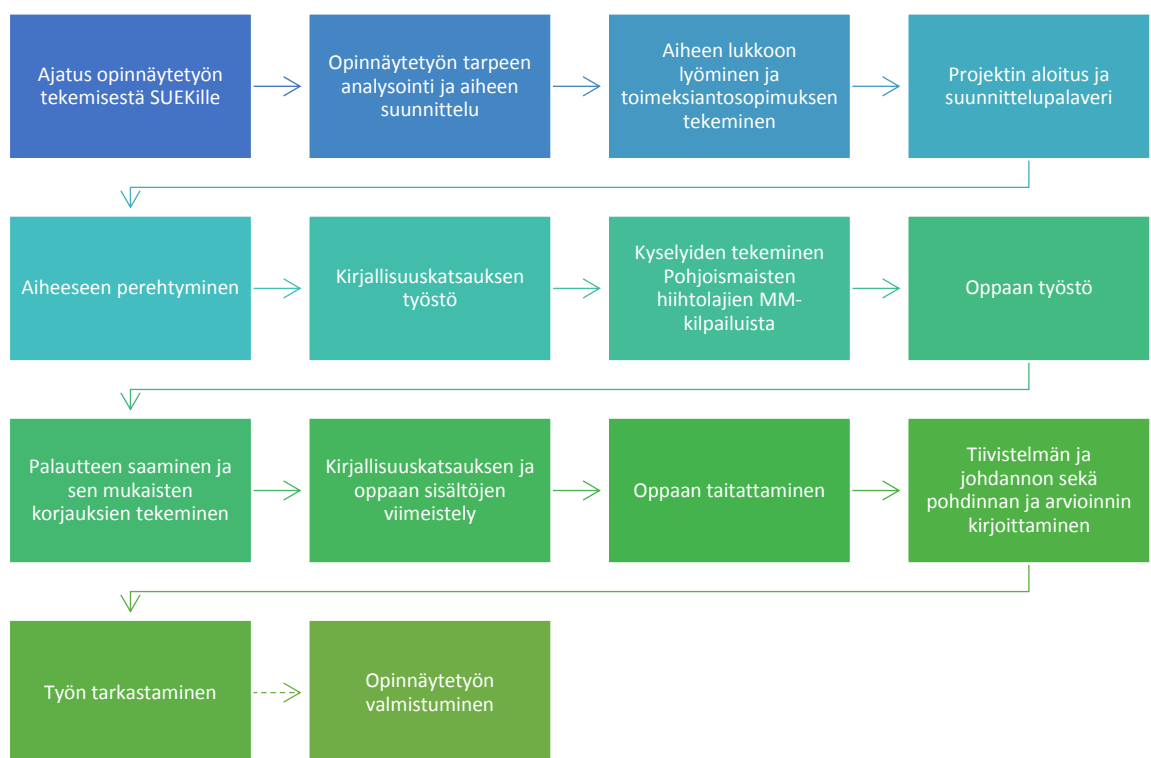 Ajatus opinnäytetyön
tekemisestä SUEKille
Opinnäytetyön tarpeen
analysointi ja aiheen
suunnittelu
Aiheen lukkoon
lyöminen ja
toimeksiantosopimuksen
tekeminen
Projektin aloitus ja
suunnittelupalaveri
Aiheeseen perehtyminen
Kirjallisuuskatsauksen
työstö
Kyselyiden tekeminen
Pohjoismaisten
hiihtolajien MM-
kilpailuista
Oppaan työstö
Palautteen saaminen ja
sen mukaisten
korjauksien tekeminen
Kirjallisuuskatsauksen ja
oppaan sisältöjen
viimeistely
Oppaan taitattaminen
Tiivistelmän ja
johdannon sekä
pohdinnan ja arvioinnin
kirjoittaminen
Työn tarkastaminen
Opinnäytetyön
valmistuminen